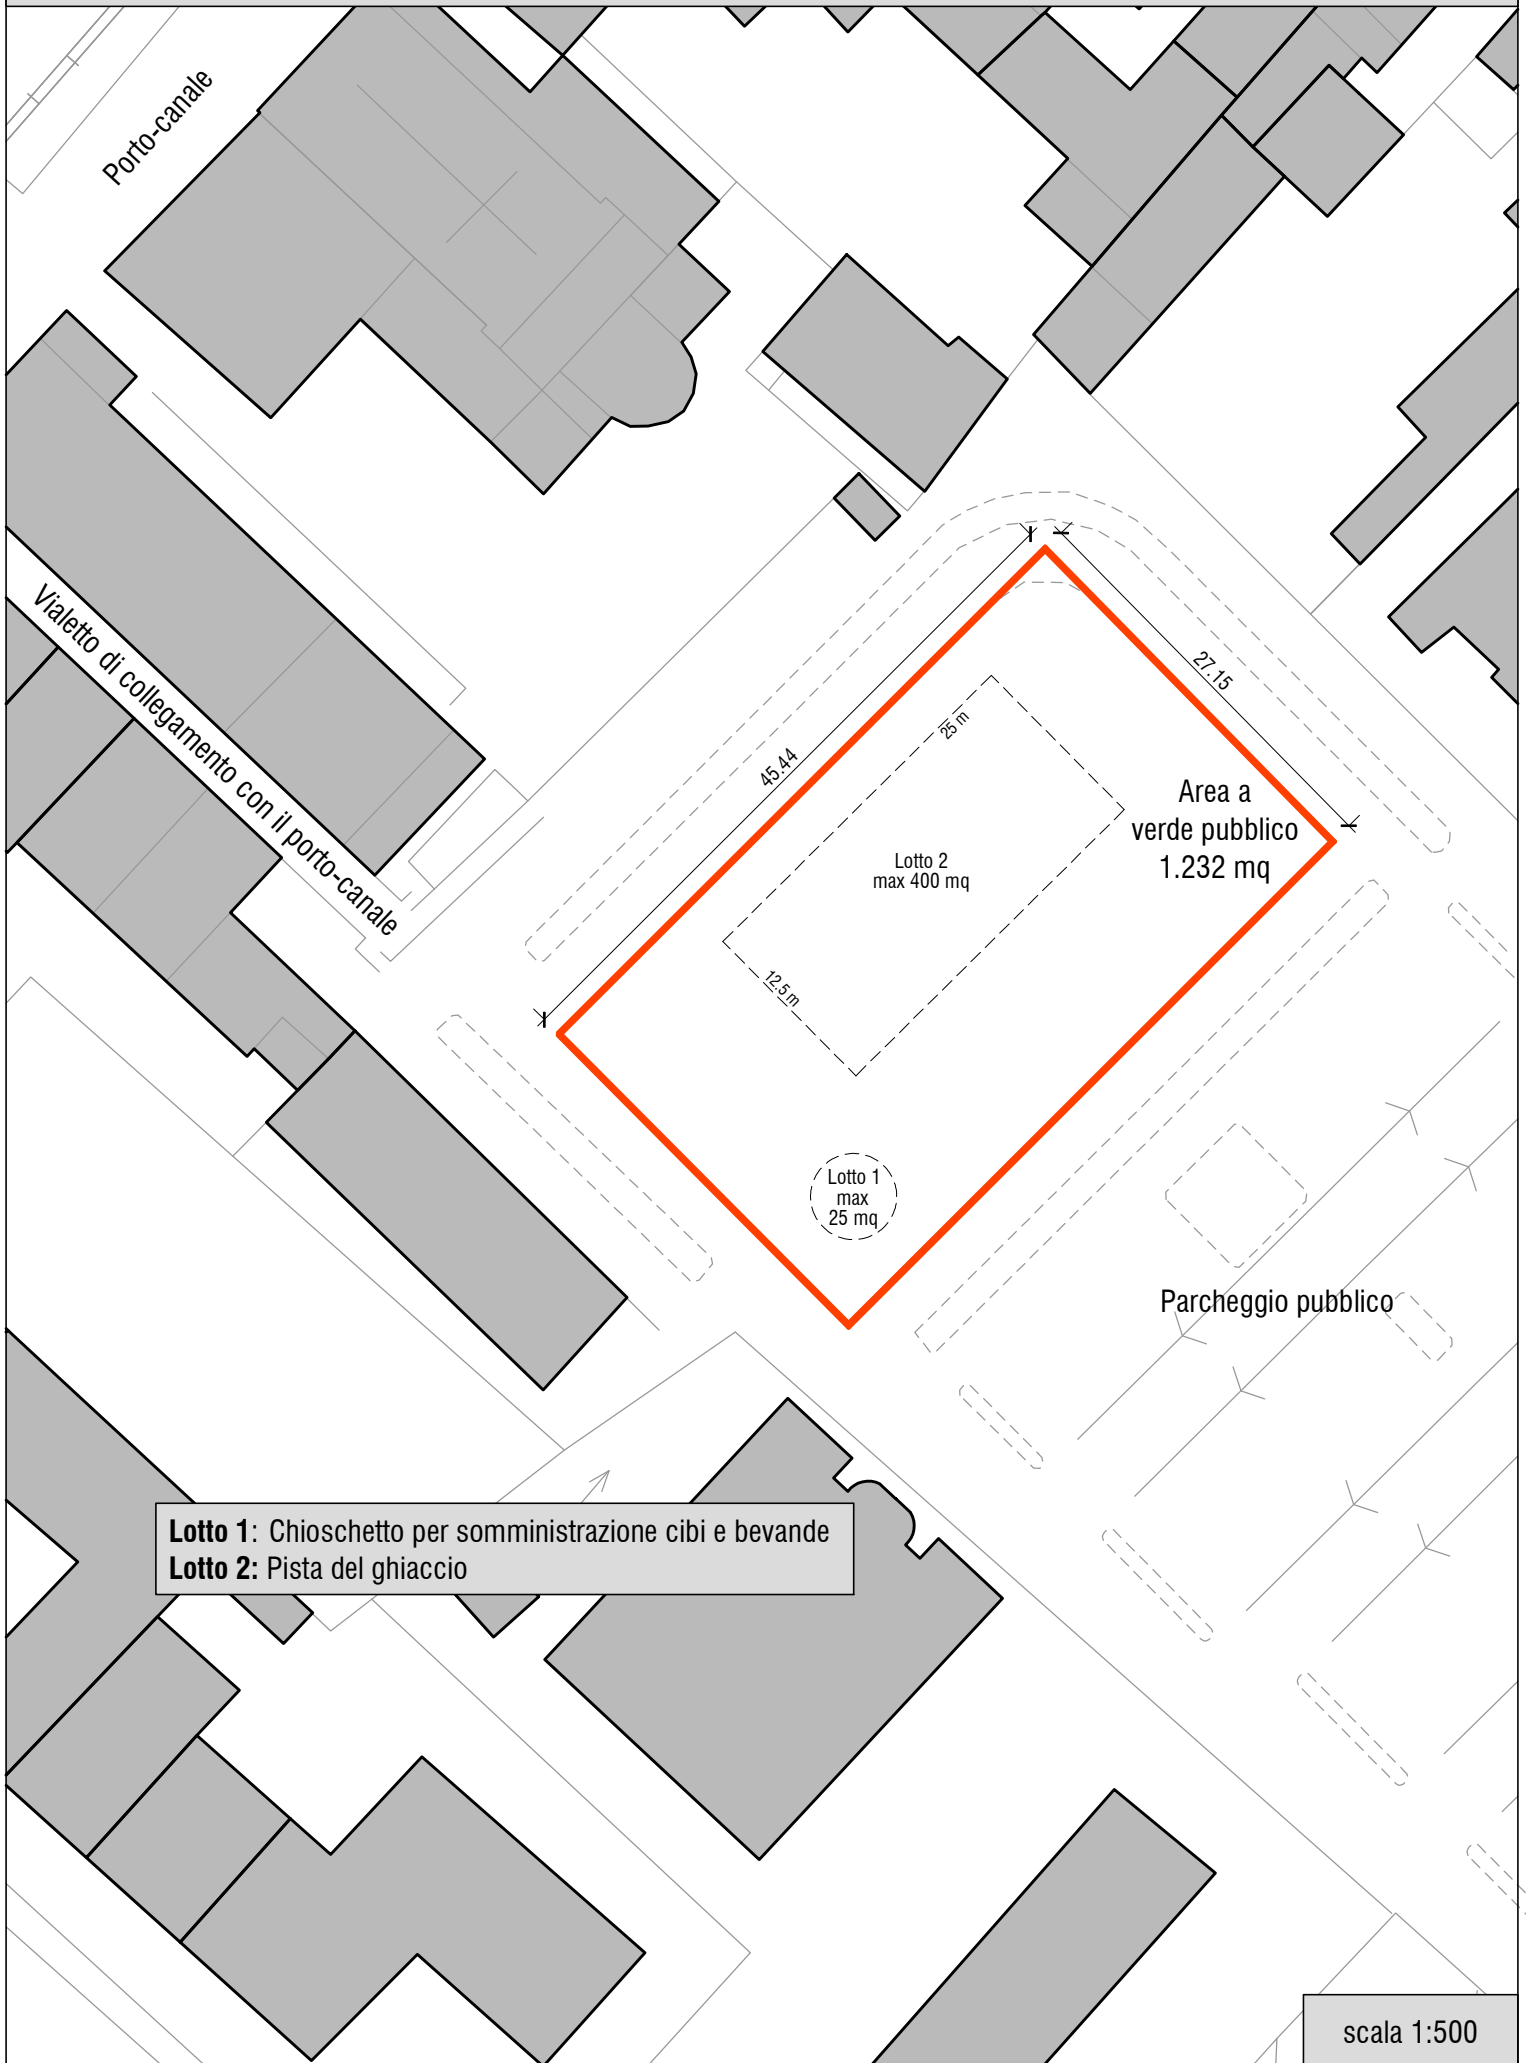 Porto-canale
Vialetto di collegamento con il porto-canale
27.15
45.44
25 m
Area a
verde pubblico
1.232 mq
Lotto 2
max 400 mq
12.5 m
Lotto 1
max
25 mq
Parcheggio pubblico
Lotto 1: Chioschetto per somministrazione cibi e bevande
Lotto 2: Pista del ghiaccio
scala 1:500